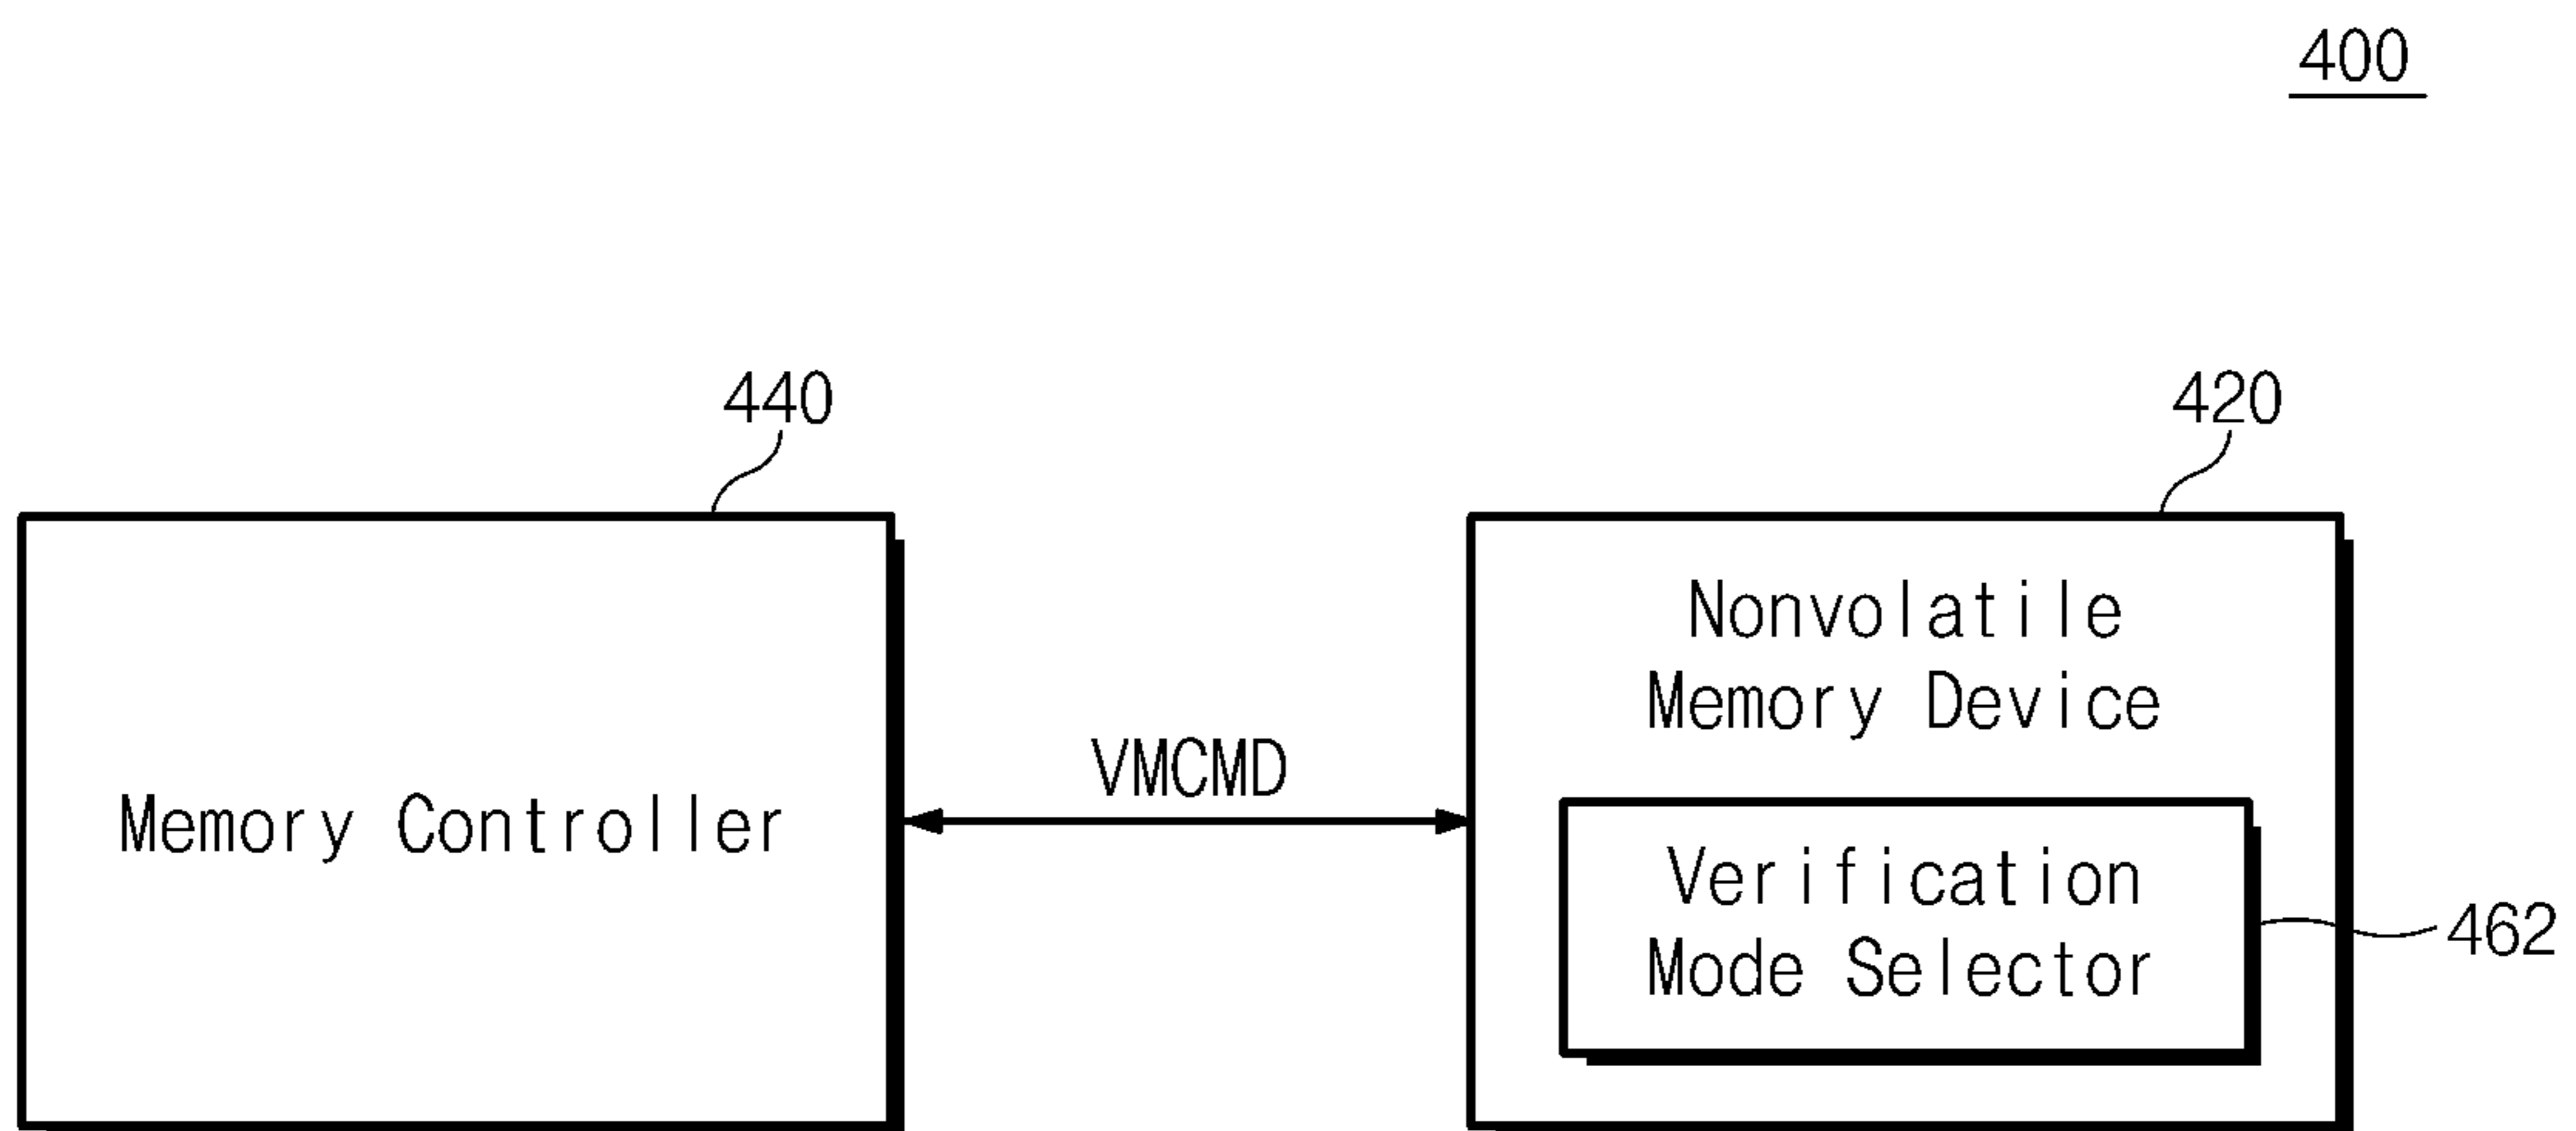 400
440
420
Memory Controller
VMCMD
Nonvolatile
Memory Device
Verification
Mode Selector
462